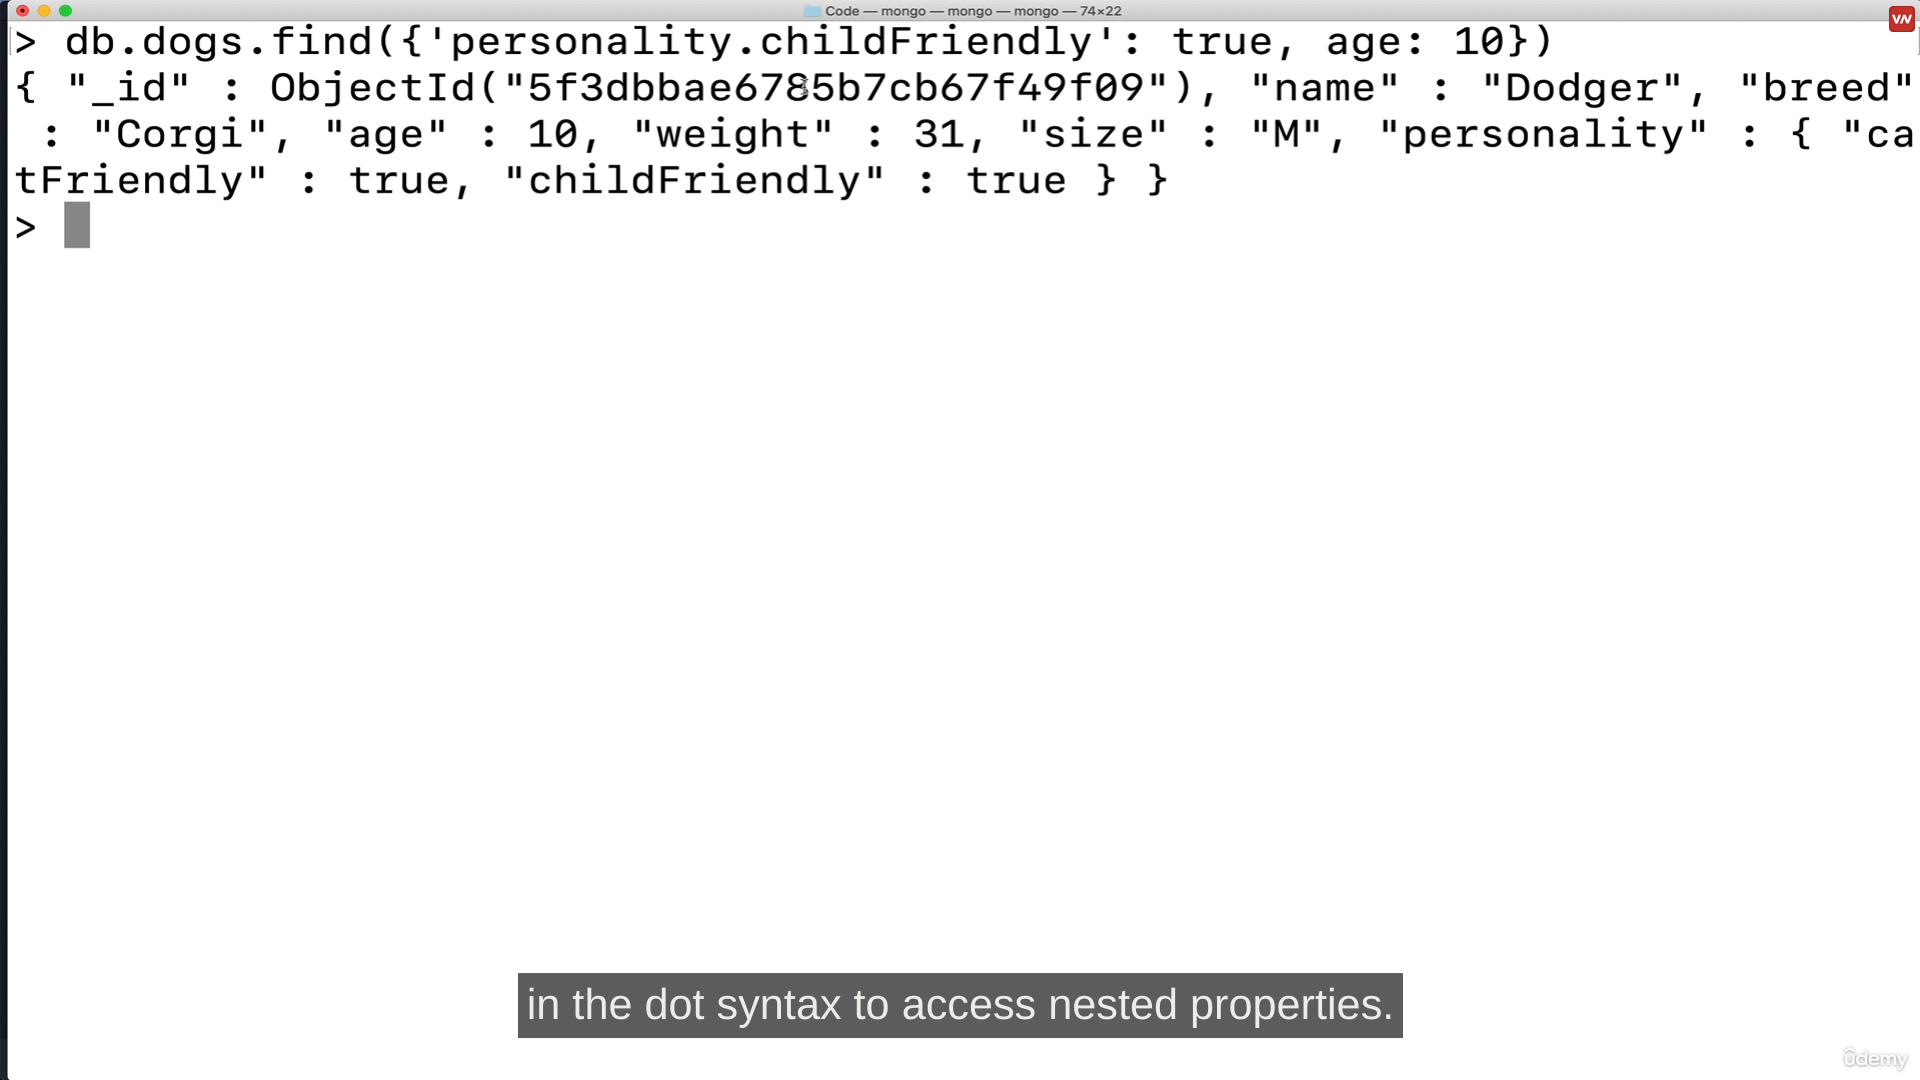 Code — mongo — mongo — mongo — 74×22
> db.dogs.find({'personality.childFriendly': true, age: 10})
{ "_id" : ObjectId("5f3dbbae6785b7cb67f49f09"), "name" : "Dodger", "breed"
 : "Corgi", "age" : 10, "weight" : 31, "size" : "M", "personality" : { "ca
tFriendly" : true, "childFriendly" : true } }
>
in the dot syntax to access nested properties.
ûdemy